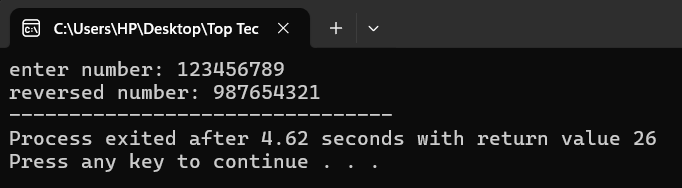 C:\Users\HP\Desktop\Top Tec
enter number: 123456789
reversed number: 987654321
--------------------------------
Process exited after 4.62 seconds with return value 26
Press any key to continue . . .